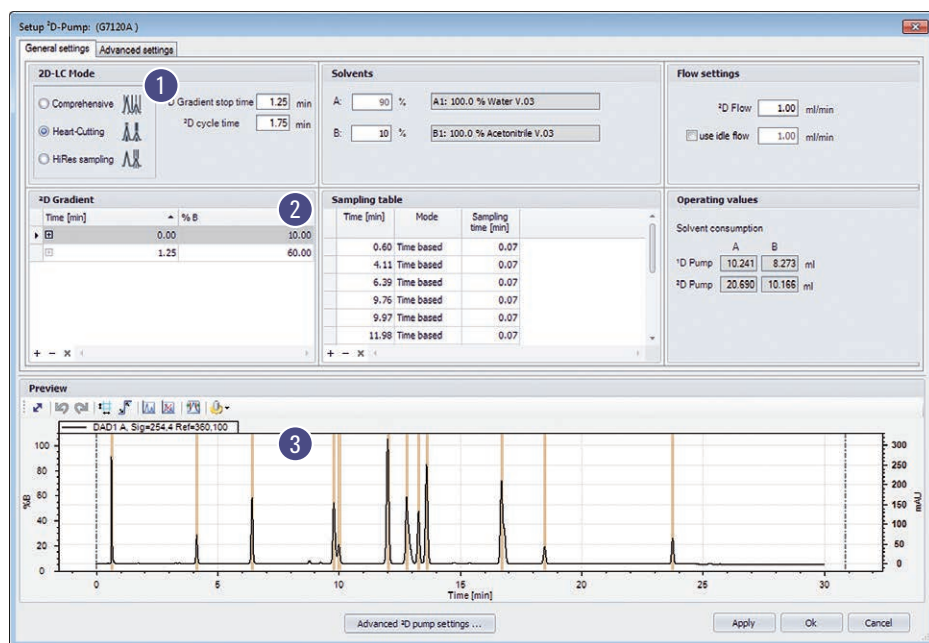 Setup ²D-Pump: (G7120A)
General settings Advanced settings
2D-LC Mode
1
Comprehensive
Heart-Cutting
HiRes sampling
D Gradient stop time 1.25 min
²D cycle time 1.75 min
Solvents
A: 90 % A1: 100.0 % Water V.03
B: 10 % B1: 100.0 % Acetonitrile V.03
Flow settings
²D Flow 1.00 ml/min
use idle flow 1.00 ml/min
²D Gradient
2
Time [min] % B
0.00 10.00
1.25 60.00
Sampling table
Time [min] Mode Sampling
time [min]
0.60 Time based 0.07
4.11 Time based 0.07
6.39 Time based 0.07
9.76 Time based 0.07
9.97 Time based 0.07
11.98 Time based 0.07
Operating values
Solvent consumption
A B
¹D Pump 10.241 8.273 ml
²D Pump 20.690 10.166 ml
Preview
DAD1 A, Sig=254,4 Ref=360,100
3
%B
100
80
60
40
20
0
300
250
200
150
100
50
0
mAU
0 5 10 15 20 25 30
Time [min]
Advanced ²D pump settings ...
Apply Ok Cancel